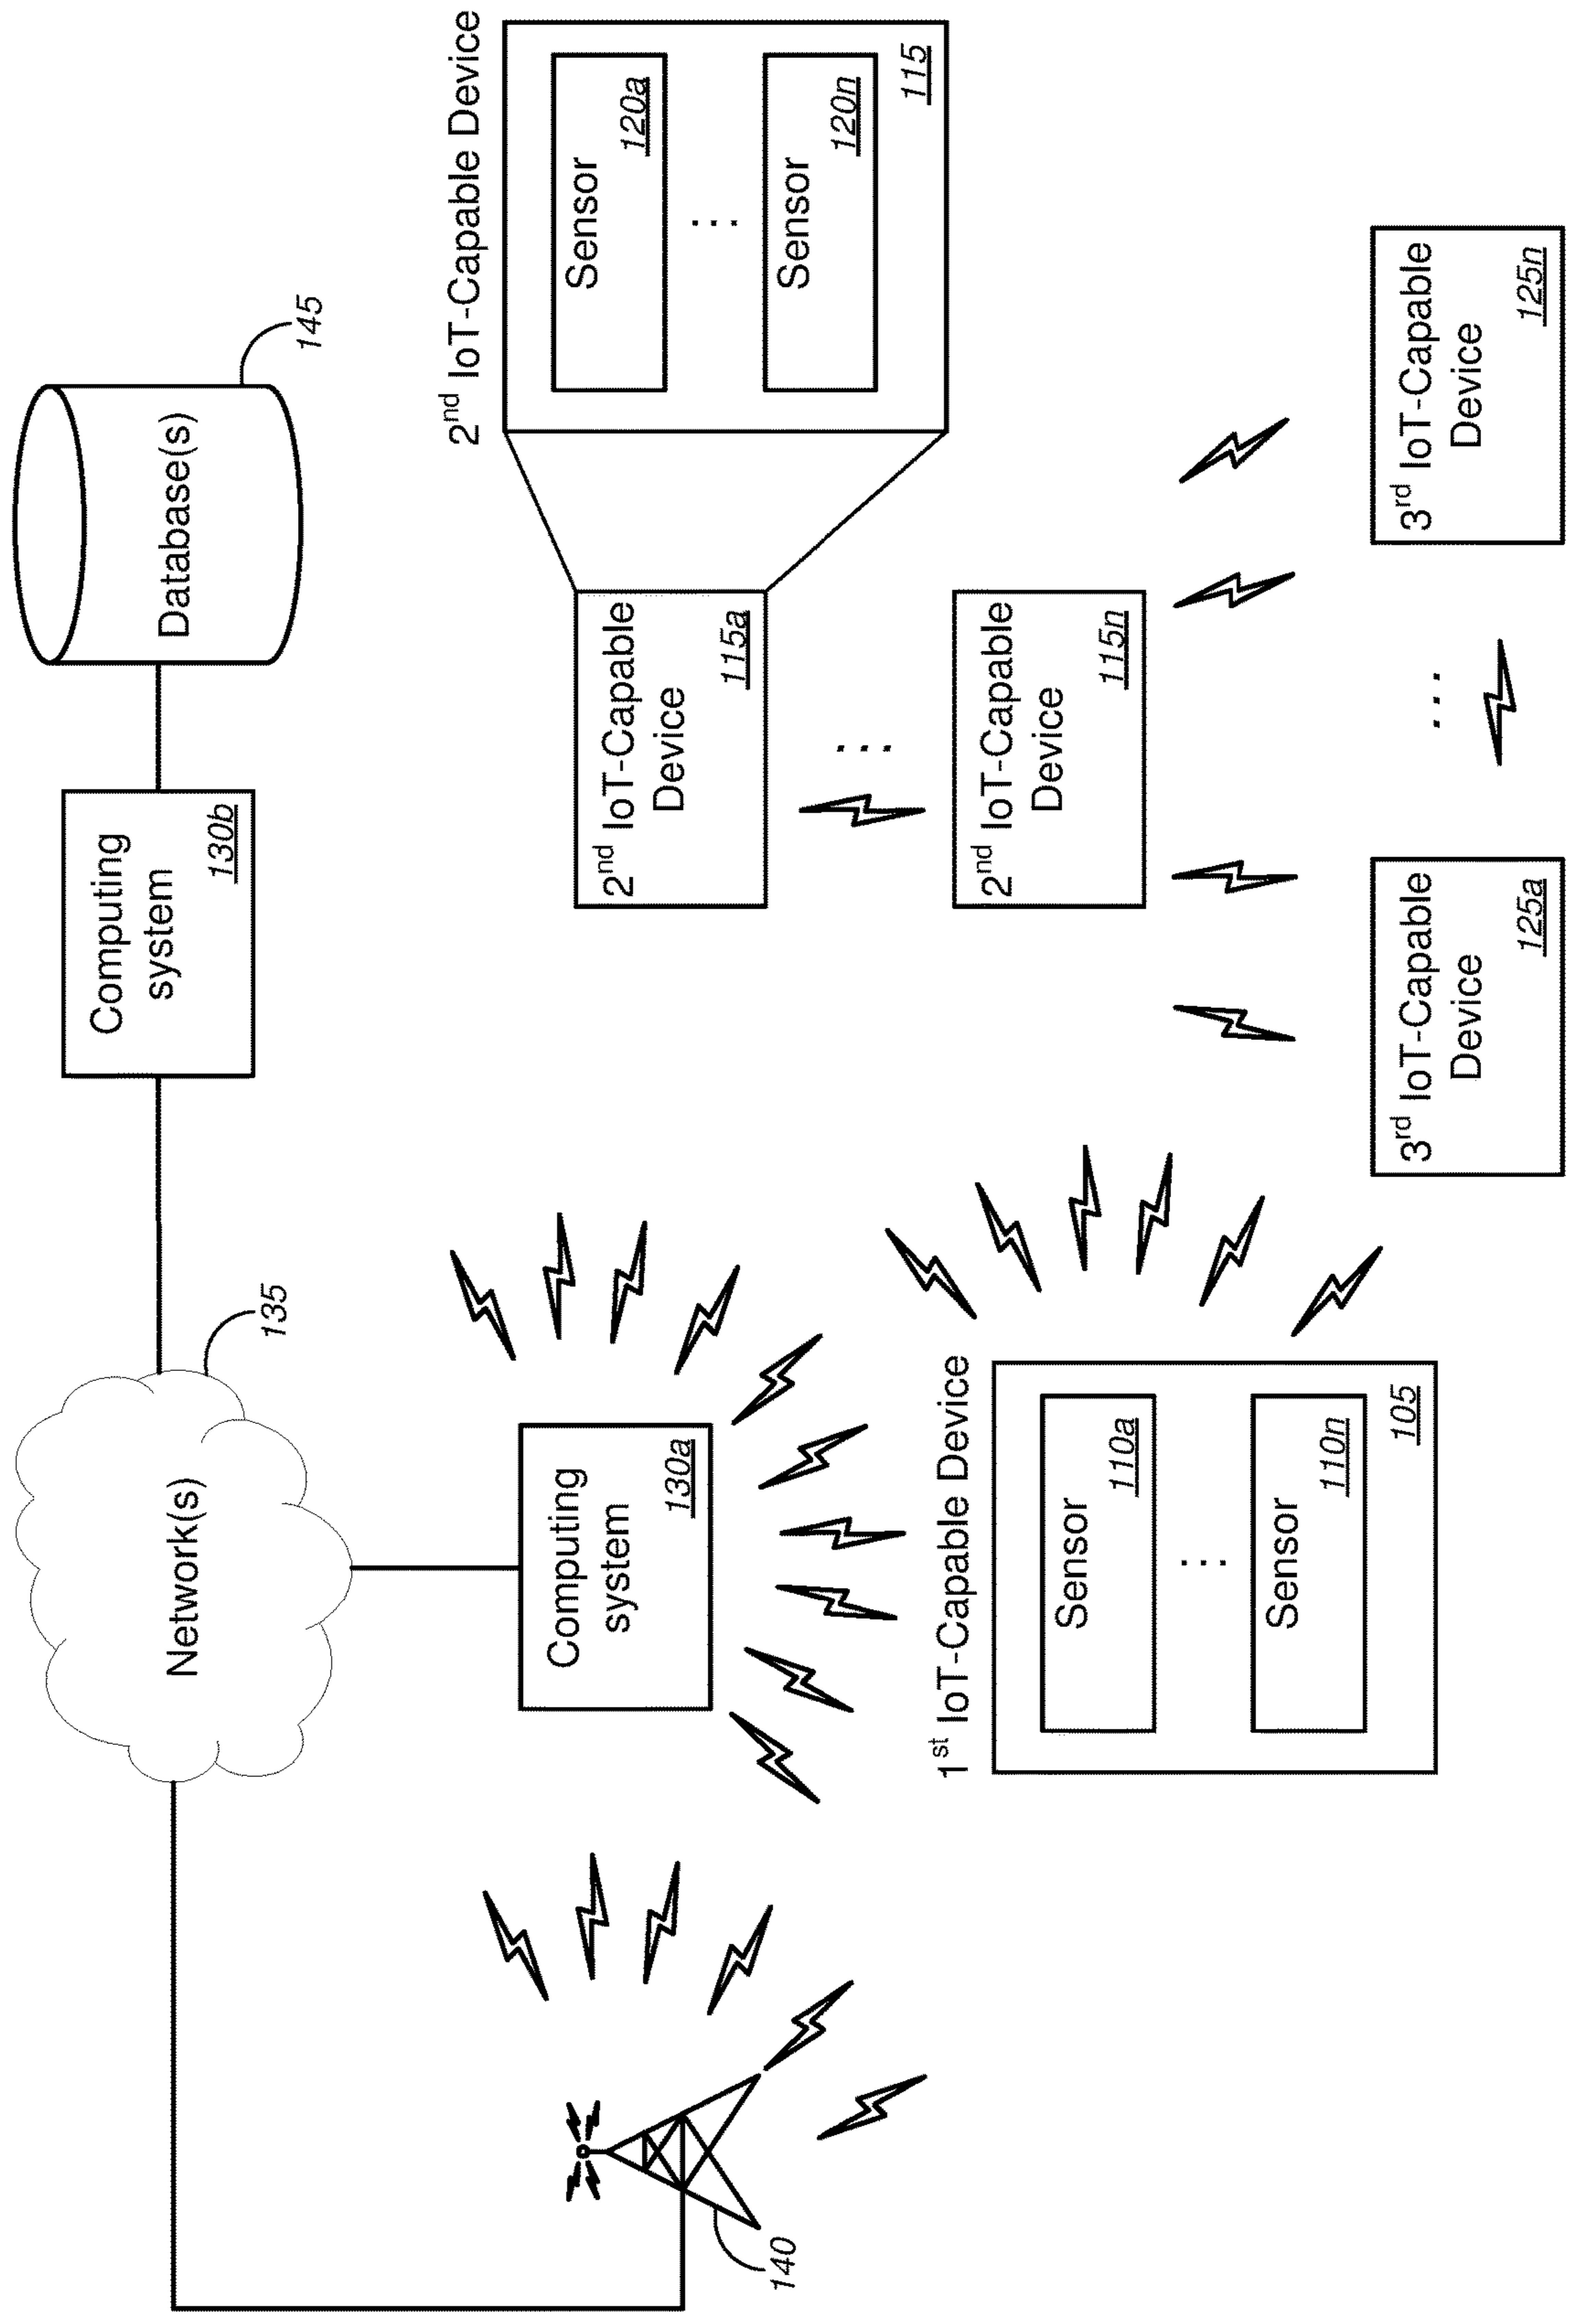 Network(s)
135
Computing
system
130b
Database(s)
145
140
Computing
system
130a
1st IoT-Capable Device
Sensor
110a
...
Sensor
110n
105
2nd IoT-Capable
Device
115a
...
2nd IoT-Capable
Device
115n
2nd IoT-Capable Device
Sensor
120a
...
Sensor
120n
115
3rd IoT-Capable
Device
125a
...
3rd IoT-Capable
Device
125n